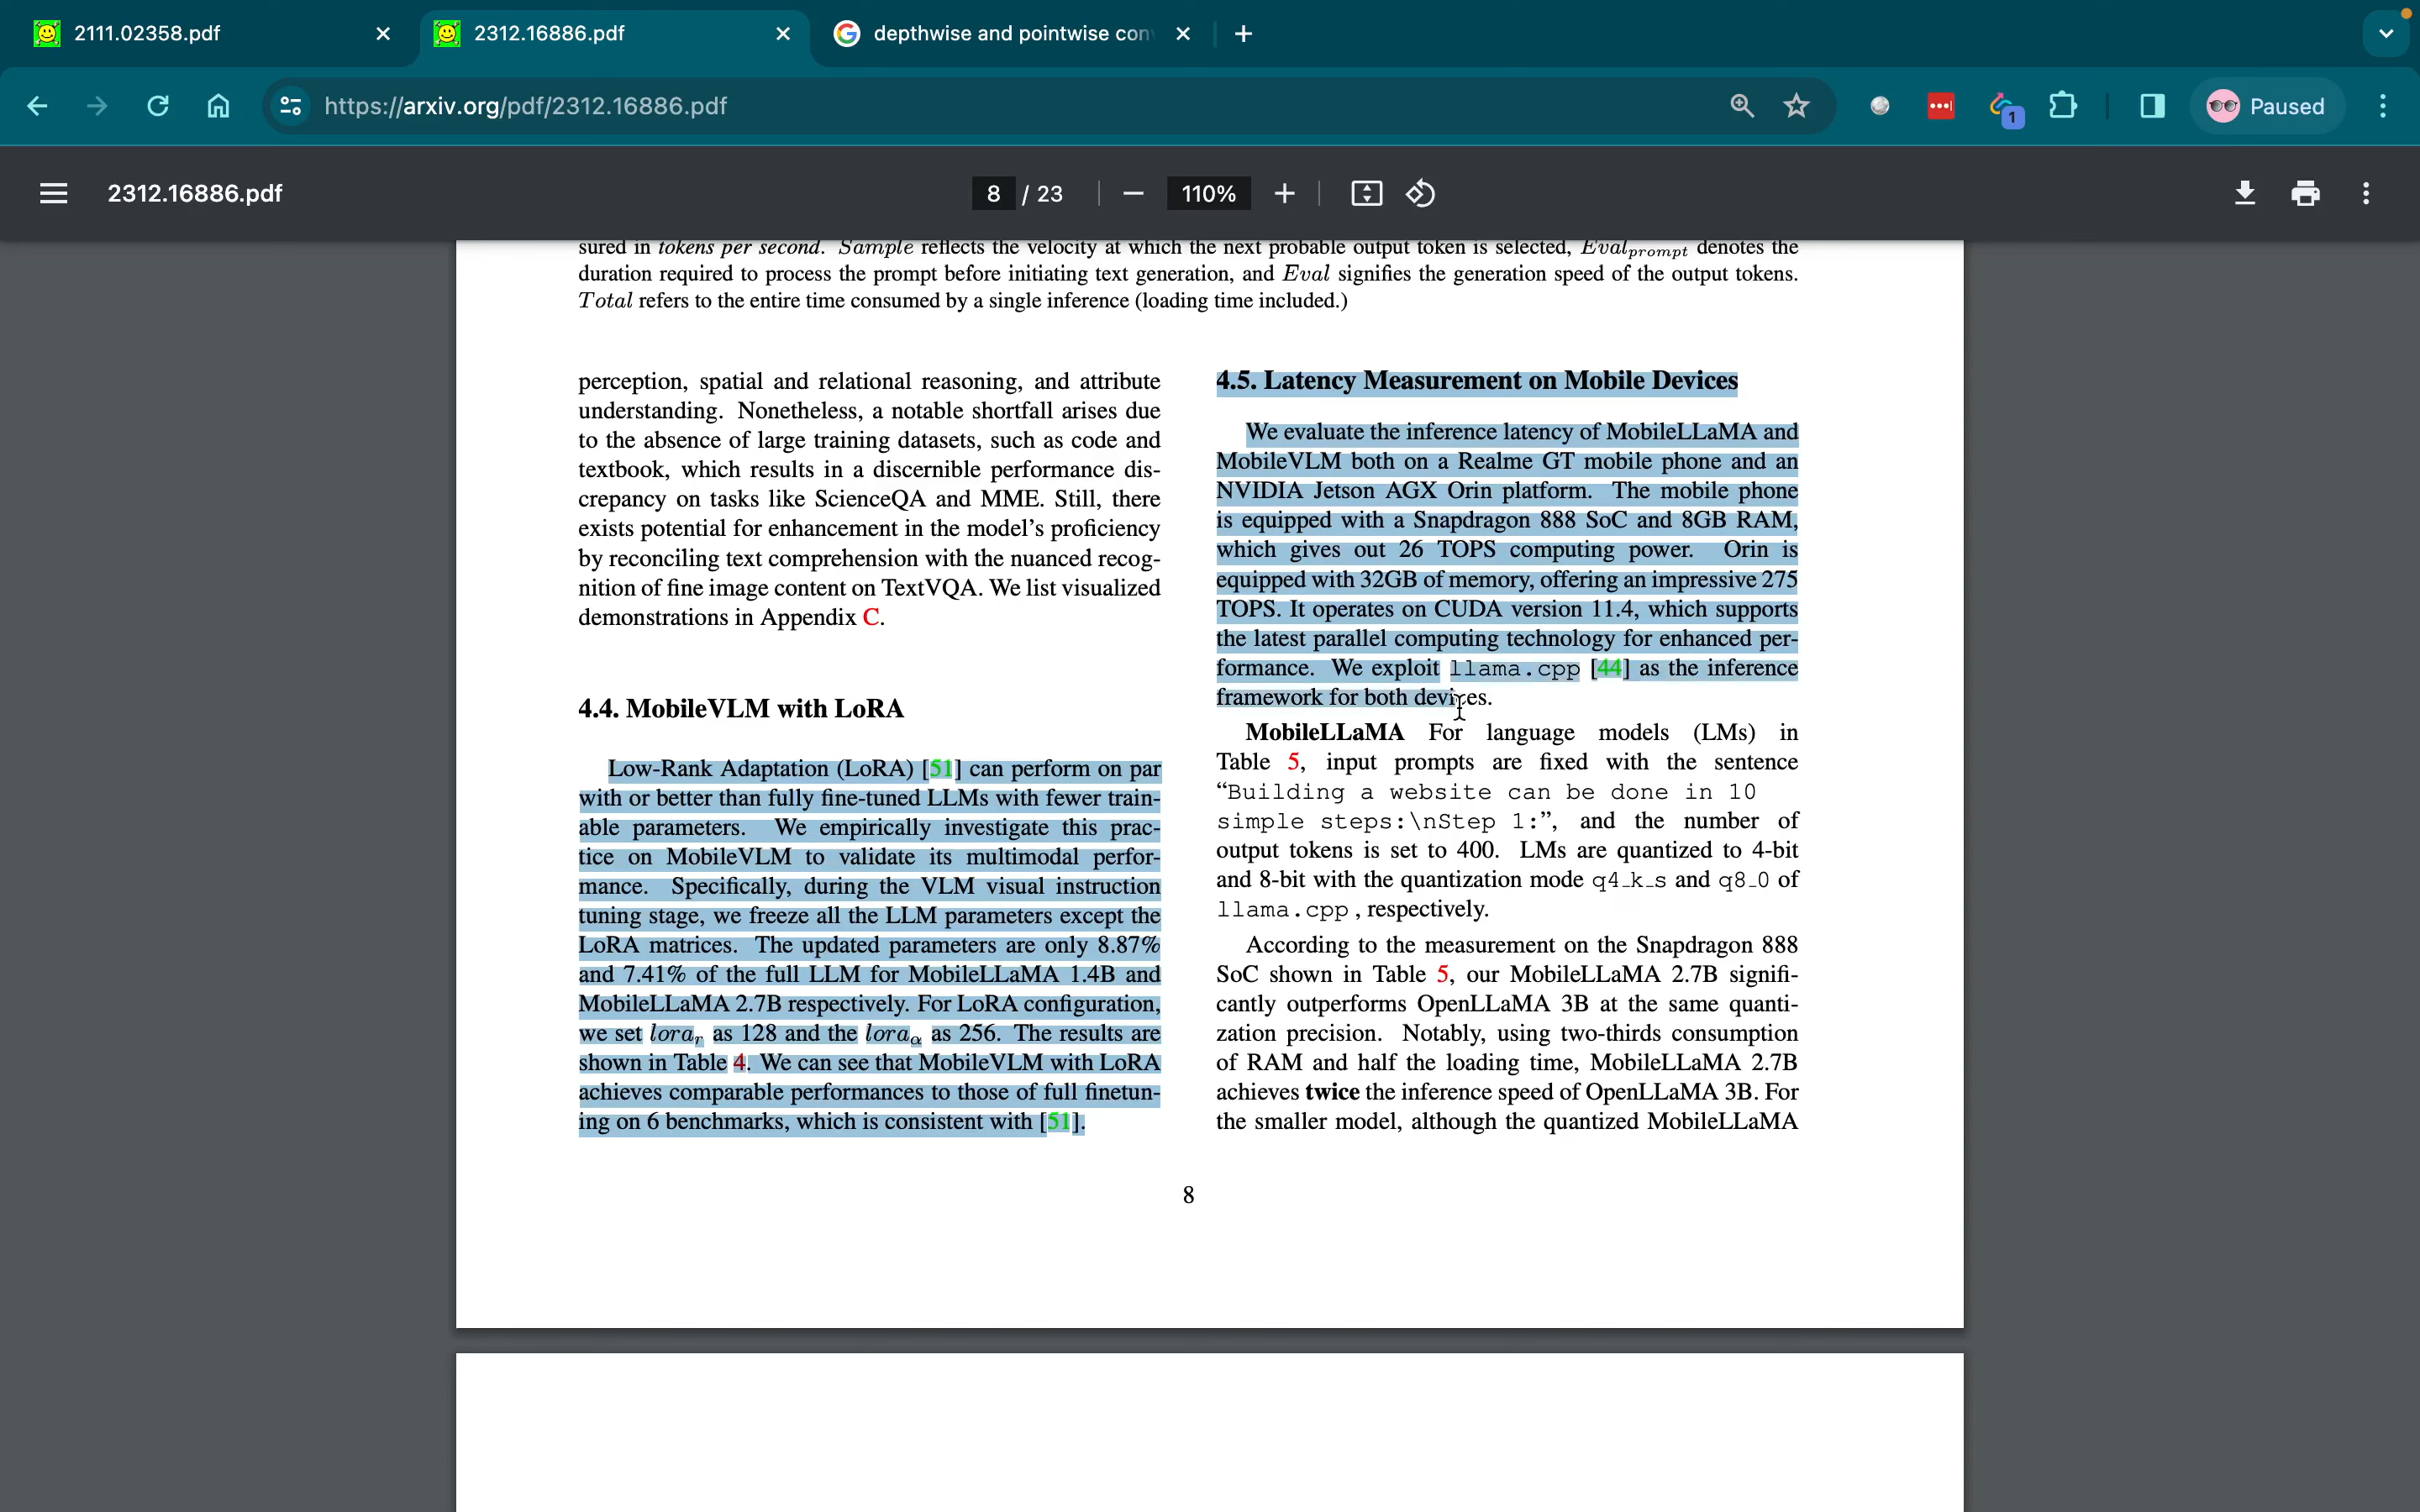 2111.02358.pdf
2312.16886.pdf
depthwise and pointwise con
https://arxiv.org/pdf/2312.16886.pdf
1
Paused
2312.16886.pdf
8 / 23
110%
sured in tokens per second. Sample reflects the velocity at which the next probable output token is selected, Evalprompt denotes the
duration required to process the prompt before initiating text generation, and Eval signifies the generation speed of the output tokens.
Total refers to the entire time consumed by a single inference (loading time included.)
perception, spatial and relational reasoning, and attribute
understanding. Nonetheless, a notable shortfall arises due
to the absence of large training datasets, such as code and
textbook, which results in a discernible performance dis-
crepancy on tasks like ScienceQA and MME. Still, there
exists potential for enhancement in the model's proficiency
by reconciling text comprehension with the nuanced recog-
nition of fine image content on TextVQA. We list visualized
demonstrations in Appendix C.
4.4. MobileVLM with LoRA
Low-Rank Adaptation (LoRA) [51] can perform on par
with or better than fully fine-tuned LLMs with fewer train-
able parameters. We empirically investigate this prac-
tice on MobileVLM to validate its multimodal perfor-
mance. Specifically, during the VLM visual instruction
tuning stage, we freeze all the LLM parameters except the
LoRA matrices. The updated parameters are only 8.87%
and 7.41% of the full LLM for MobileLLaMA 1.4B and
MobileLLaMA 2.7B respectively. For LoRA configuration,
we set lorar as 128 and the loraα as 256. The results are
shown in Table 4. We can see that MobileVLM with LoRA
achieves comparable performances to those of full finetun-
ing on 6 benchmarks, which is consistent with [51].
4.5. Latency Measurement on Mobile Devices
We evaluate the inference latency of MobileLLaMA and
MobileVLM both on a Realme GT mobile phone and an
NVIDIA Jetson AGX Orin platform. The mobile phone
is equipped with a Snapdragon 888 SoC and 8GB RAM,
which gives out 26 TOPS computing power. Orin is
equipped with 32GB of memory, offering an impressive 275
TOPS. It operates on CUDA version 11.4, which supports
the latest parallel computing technology for enhanced per-
formance. We exploit llama.cpp [44] as the inference
framework for both devices.
MobileLLaMA For language models (LMs) in
Table 5, input prompts are fixed with the sentence
“Building a website can be done in 10
simple steps:\nStep 1:”, and the number of
output tokens is set to 400. LMs are quantized to 4-bit
and 8-bit with the quantization mode q4_k_s and q8_0 of
llama.cpp , respectively.
According to the measurement on the Snapdragon 888
SoC shown in Table 5, our MobileLLaMA 2.7B signifi-
cantly outperforms OpenLLaMA 3B at the same quanti-
zation precision. Notably, using two-thirds consumption
of RAM and half the loading time, MobileLLaMA 2.7B
achieves twice the inference speed of OpenLLaMA 3B. For
the smaller model, although the quantized MobileLLaMA
8